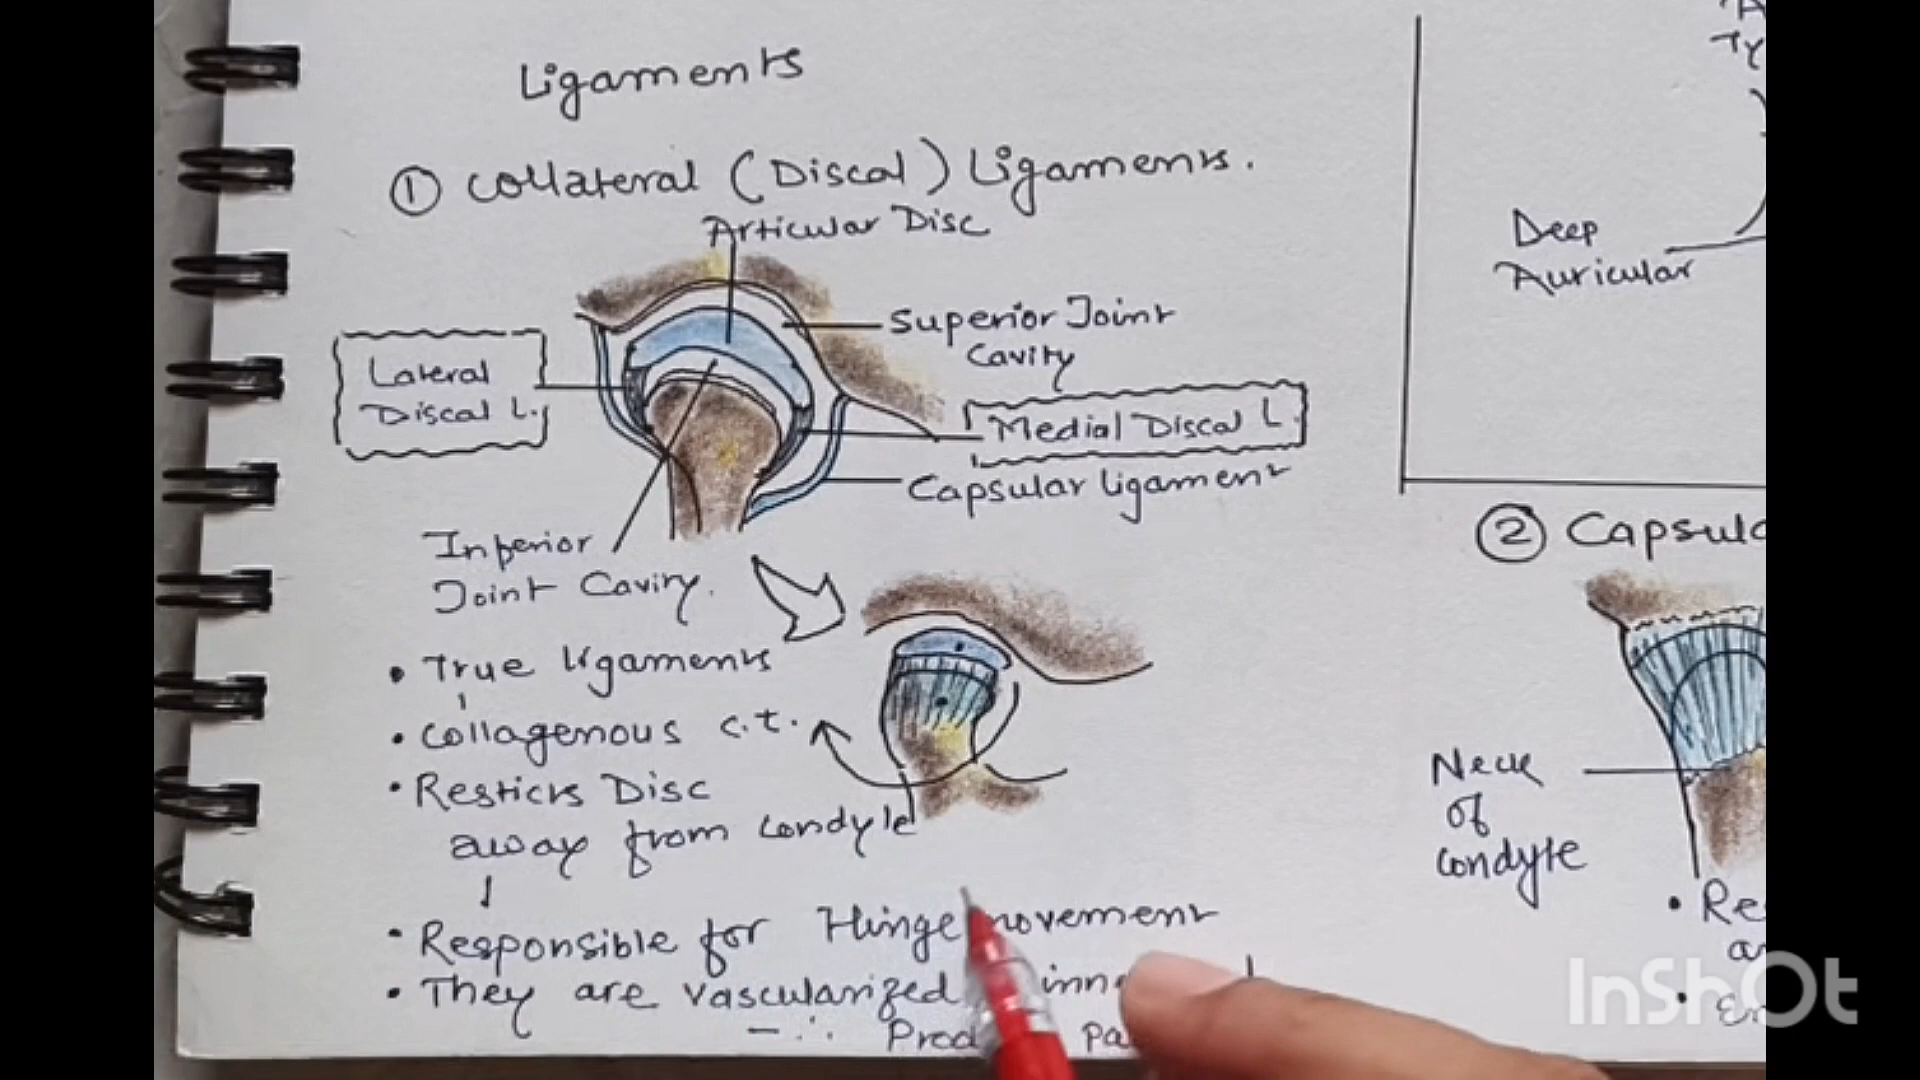 Ligaments
① Collateral (Discal) Ligaments.
Articular Disc
Superior Joint
Cavity
Lateral
Discal L.
Medial Discal L.
Capsular Ligament
Inferior
Joint Cavity.
• True ligaments
• Collagenous C.T.
• Resticts Disc
away from condyle
• Responsible for Hinge movement
• They are vascularized
Deep
Auricular
②
Neck
of
condyle
InShOt